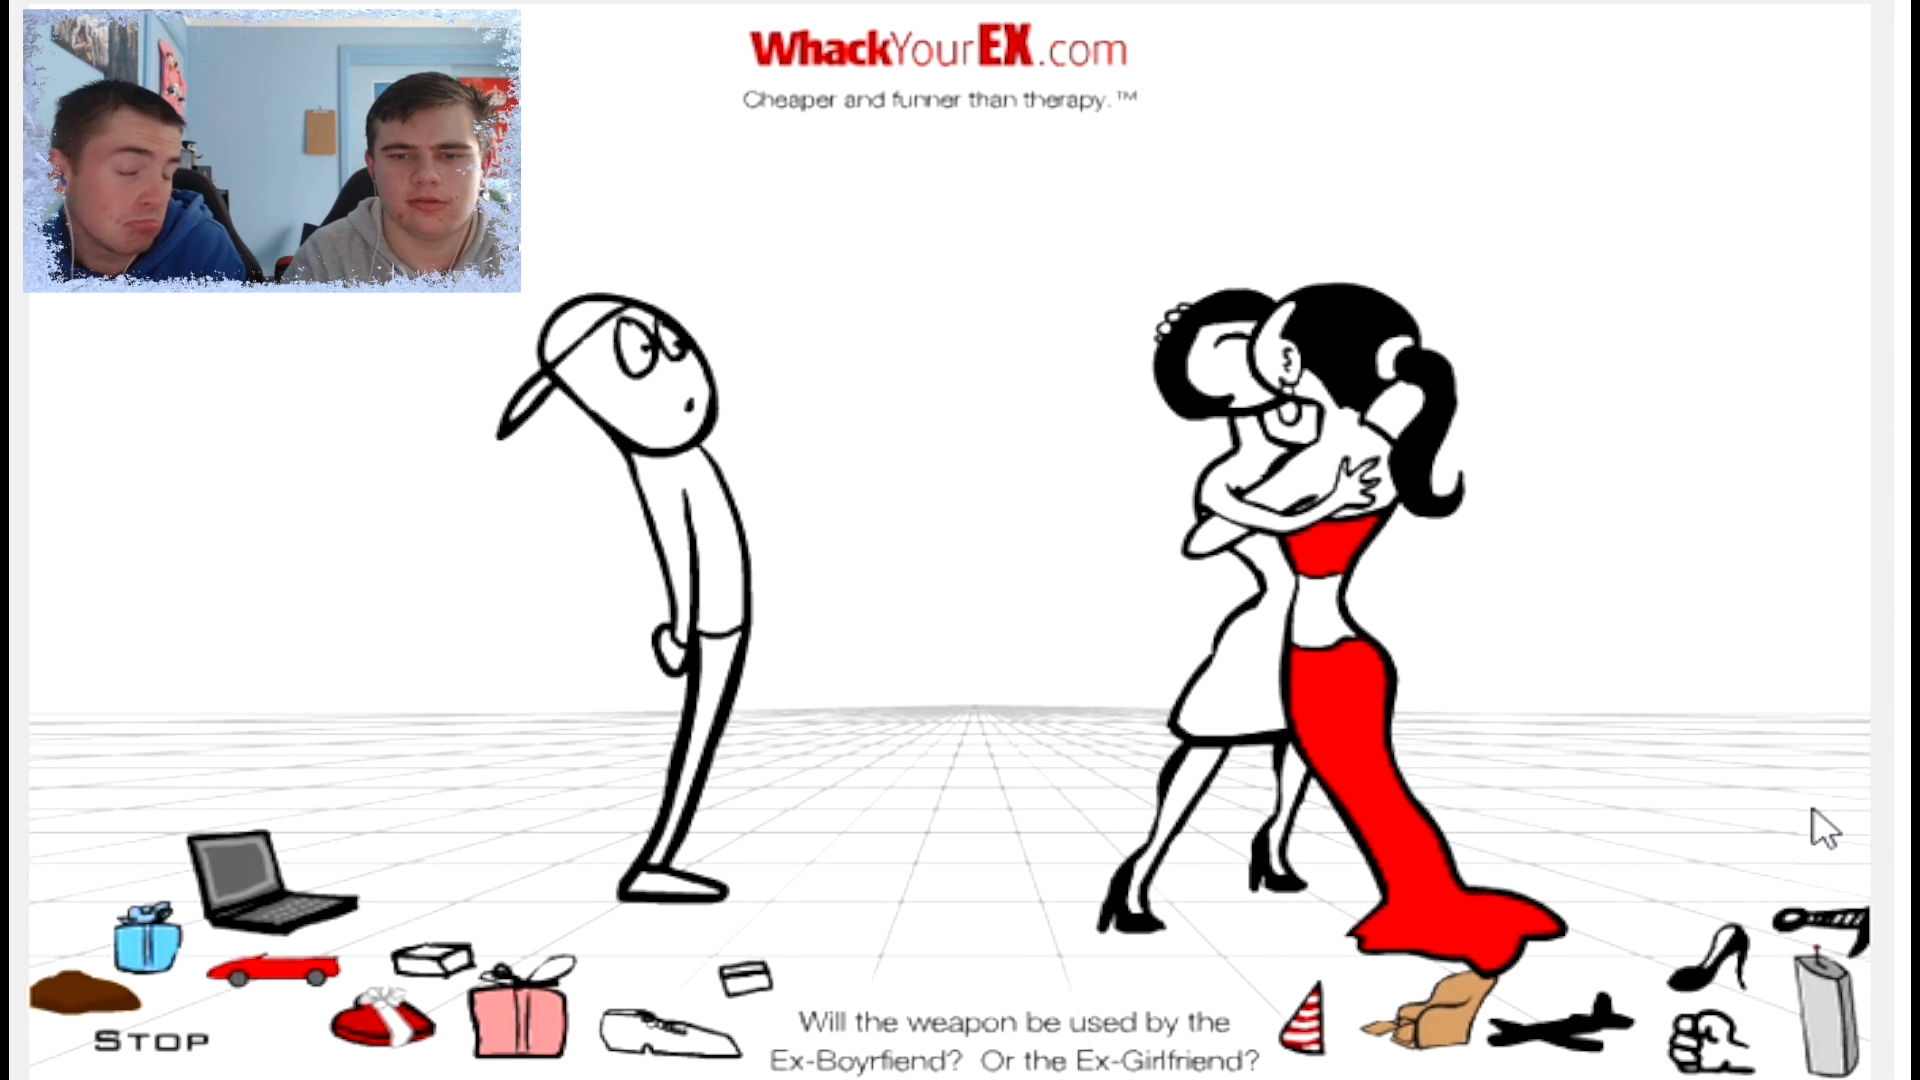 WhackYourEX.com
Cheaper and funner than therapy.™
STOP
Will the weapon be used by the
Ex-Boyrfiend? Or the Ex-Girlfriend?